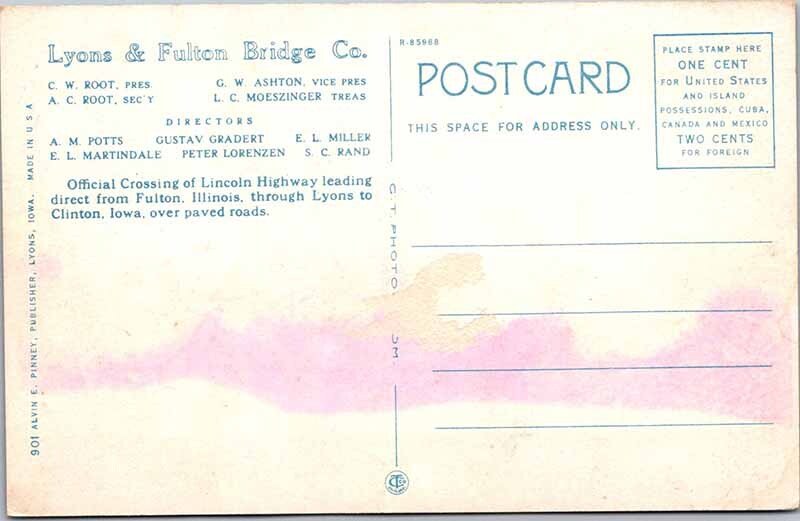 Lyons & Fulton Bridge Co.
C. W. ROOT, PRES. G. W. ASHTON, VICE PRES
A. C. ROOT, SEC'Y L. C. MOESZINGER TREAS
DIRECTORS
A. M. POTTS GUSTAV GRADERT E. L. MILLER
E. L. MARTINDALE PETER LORENZEN S. C. RAND
Official Crossing of Lincoln Highway leading
direct from Fulton, Illinois, through Lyons to
Clinton, Iowa, over paved roads.
901 ALVIN E. PINNEY, PUBLISHER, LYONS, IOWA. MADE IN U S A
C. T. PHOTO
R-85968
POST CARD
THIS SPACE FOR ADDRESS ONLY.
PLACE STAMP HERE
ONE CENT
FOR UNITED STATES
AND ISLAND
POSSESSIONS, CUBA,
CANADA AND MEXICO
TWO CENTS
FOR FOREIGN